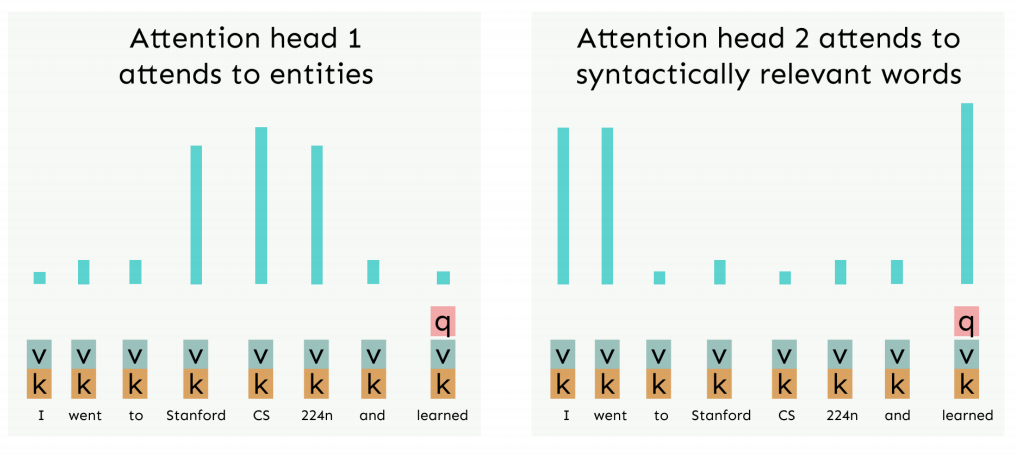 Attention head 1
attends to entities
q
v v v v v v v v
k k k k k k k k
I went to Stanford CS 224n and learned
Attention head 2 attends to
syntactically relevant words
q
v v v v v v v v
k k k k k k k k
I went to Stanford CS 224n and learned